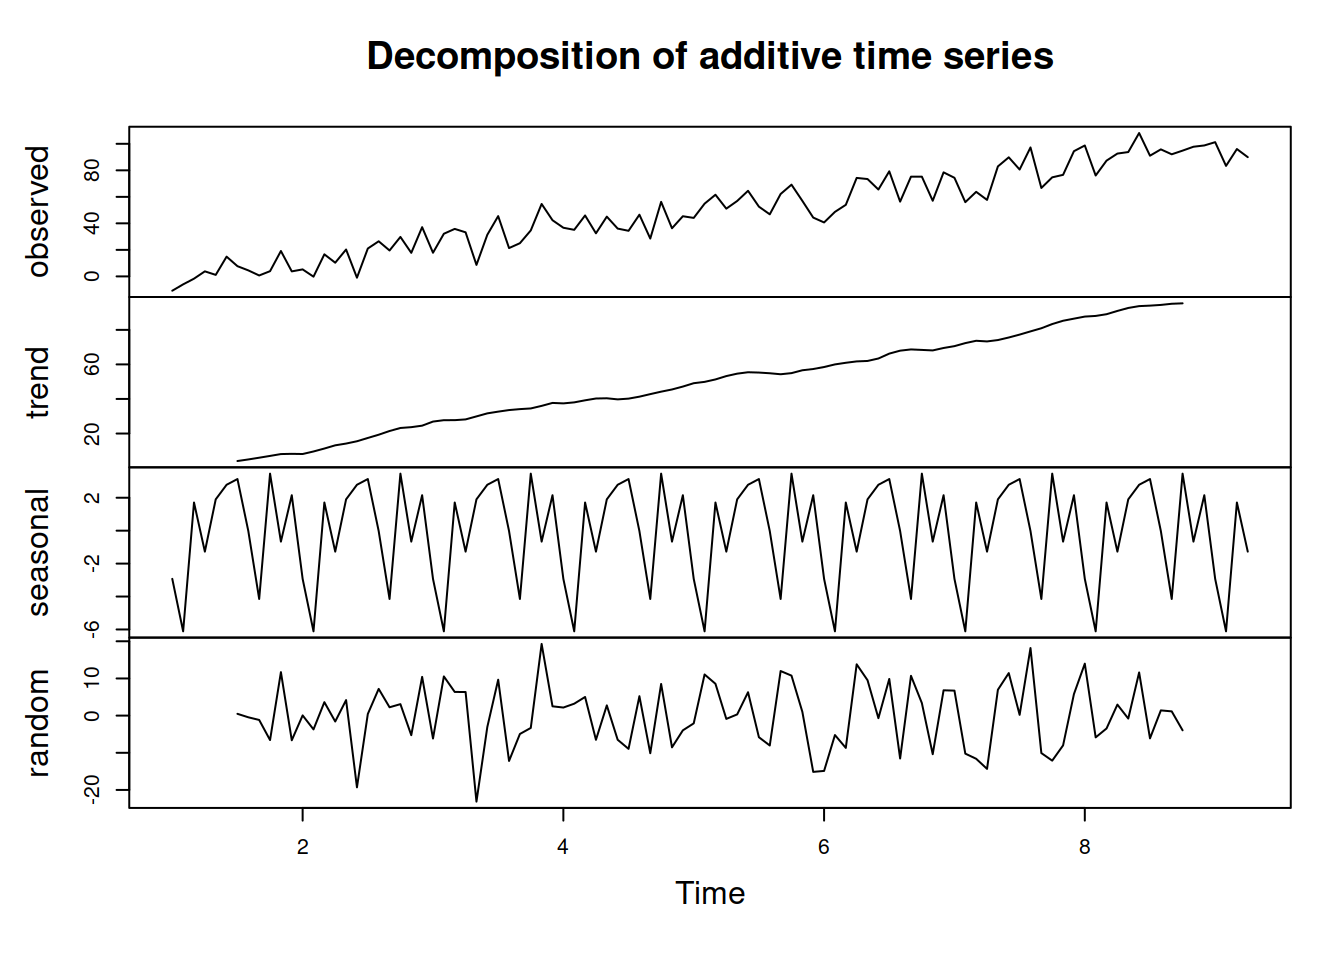 Decomposition of additive time series
observed
0 40 80
trend
20 60
seasonal
-6 -2 2
random
-20 0 10
2 4 6 8
Time